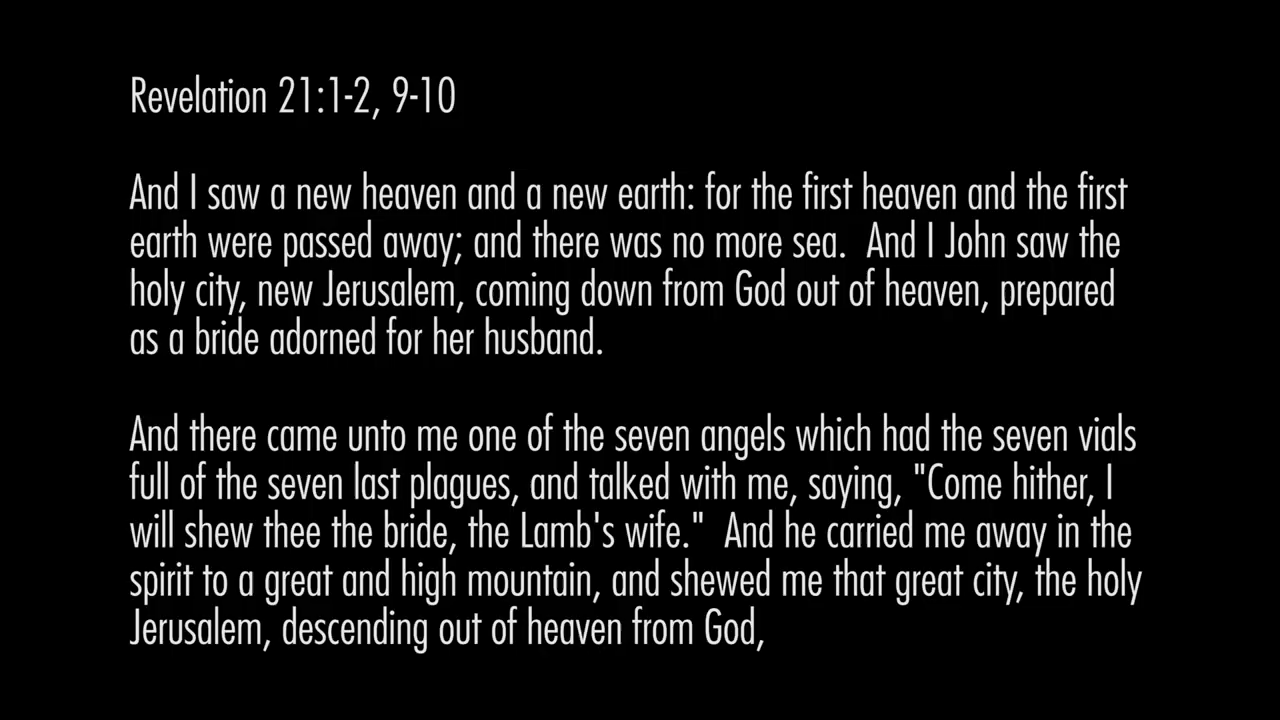 Revelation 21:1-2, 9-10
And I saw a new heaven and a new earth: for the first heaven and the first
earth were passed away; and there was no more sea.  And I John saw the
holy city, new Jerusalem, coming down from God out of heaven, prepared
as a bride adorned for her husband.
And there came unto me one of the seven angels which had the seven vials
full of the seven last plagues, and talked with me, saying, "Come hither, I
will shew thee the bride, the Lamb's wife."  And he carried me away in the
spirit to a great and high mountain, and shewed me that great city, the holy
Jerusalem, descending out of heaven from God,